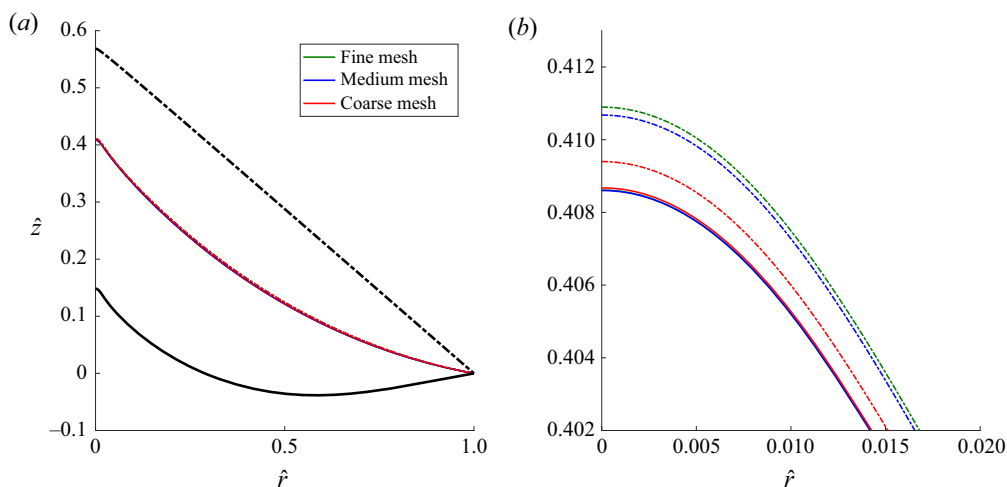 (a)
0.6
0.5
0.4
0.3
0.2
0.1
0
–0.1
ẑ
0
0.5
1.0
r̂
Fine mesh
Medium mesh
Coarse mesh
(b)
0.412
0.411
0.410
0.408
0.406
0.404
0.402
0
0.005
0.010
0.015
0.020
r̂